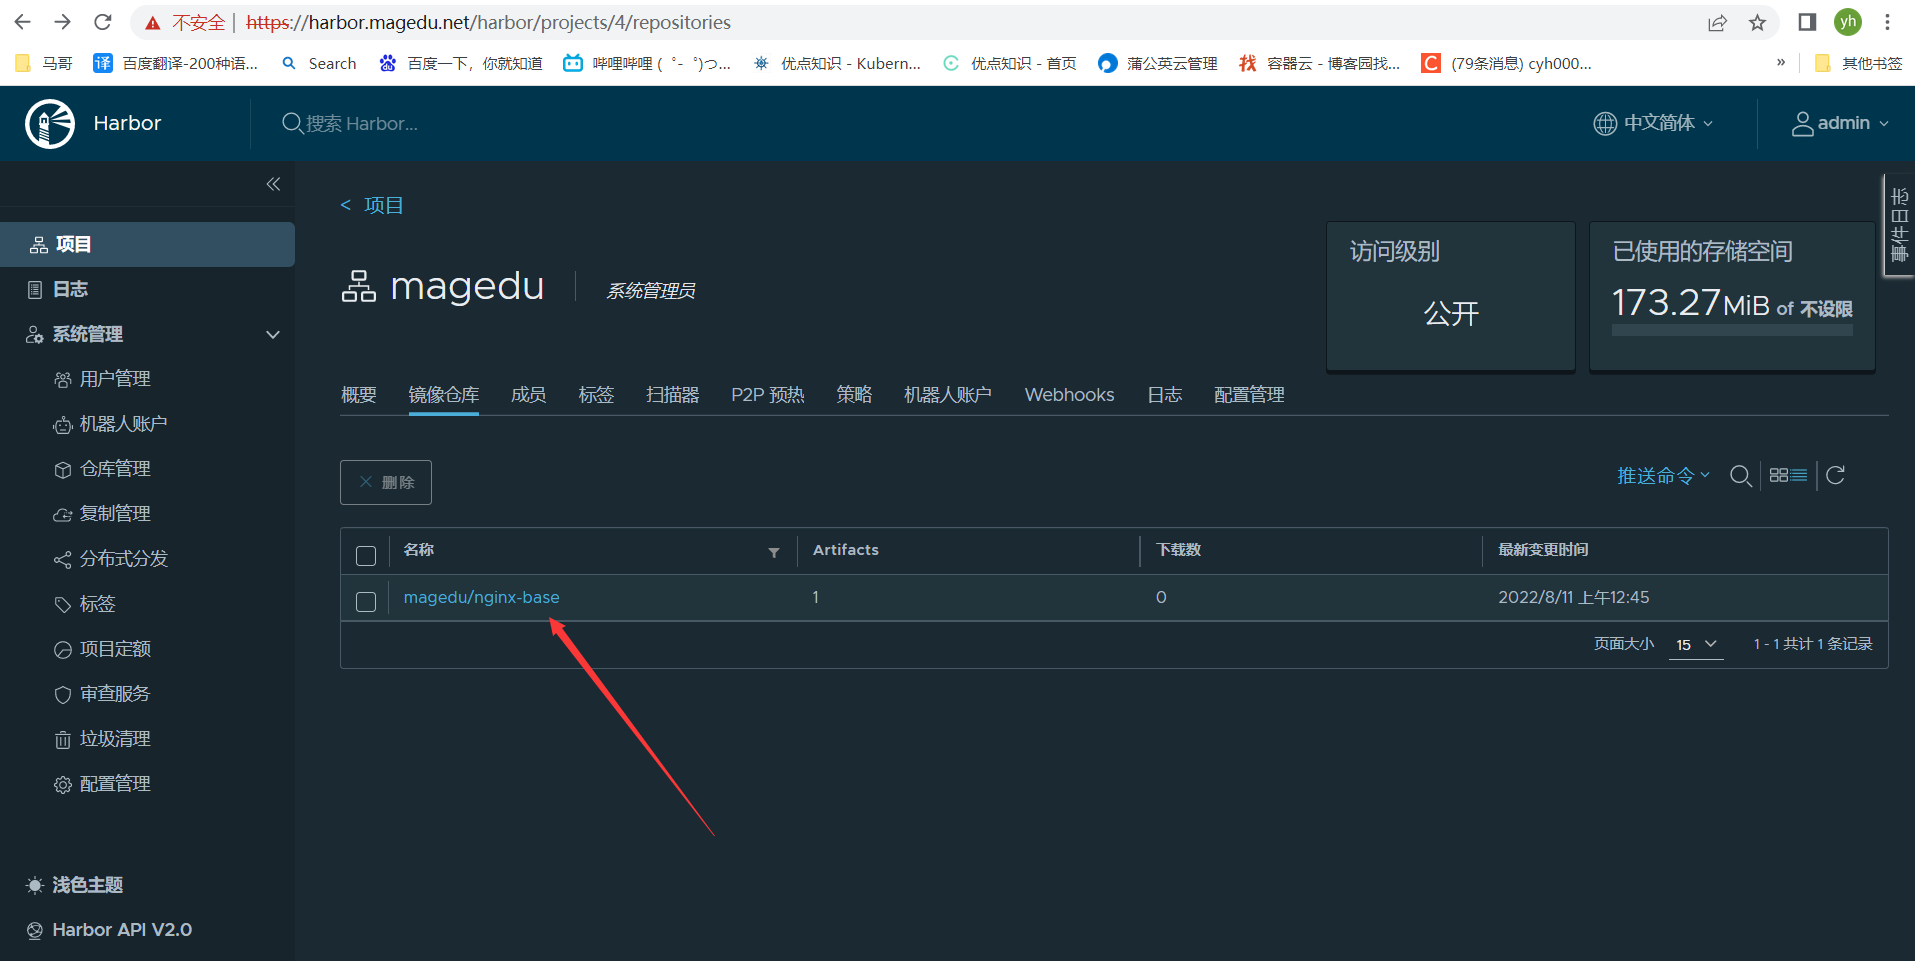 不安全 | https://harbor.magedu.net/harbor/projects/4/repositories
yh
马哥
译 百度翻译-200种语...
Search
百度一下，你就知道
哔哩哔哩 (゜-゜)つ...
优点知识 - Kubern...
优点知识 - 首页
蒲公英云管理
找 容器云 - 博客园找...
C (79条消息) cyh000...
»
其他书签
Harbor
搜索 Harbor...
中文简体
admin
事件日志
项目
日志
系统管理
用户管理
机器人账户
仓库管理
复制管理
分布式分发
标签
项目定额
审查服务
垃圾清理
配置管理
浅色主题
Harbor API V2.0
< 项目
magedu
系统管理员
访问级别
公开
已使用的存储空间
173.27MiB of 不设限
概要 镜像仓库 成员 标签 扫描器 P2P 预热 策略 机器人账户 Webhooks 日志 配置管理
删除
推送命令
名称 Artifacts 下载数 最新变更时间
magedu/nginx-base 1 0 2022/8/11 上午12:45
页面大小 15 1 - 1 共计 1 条记录